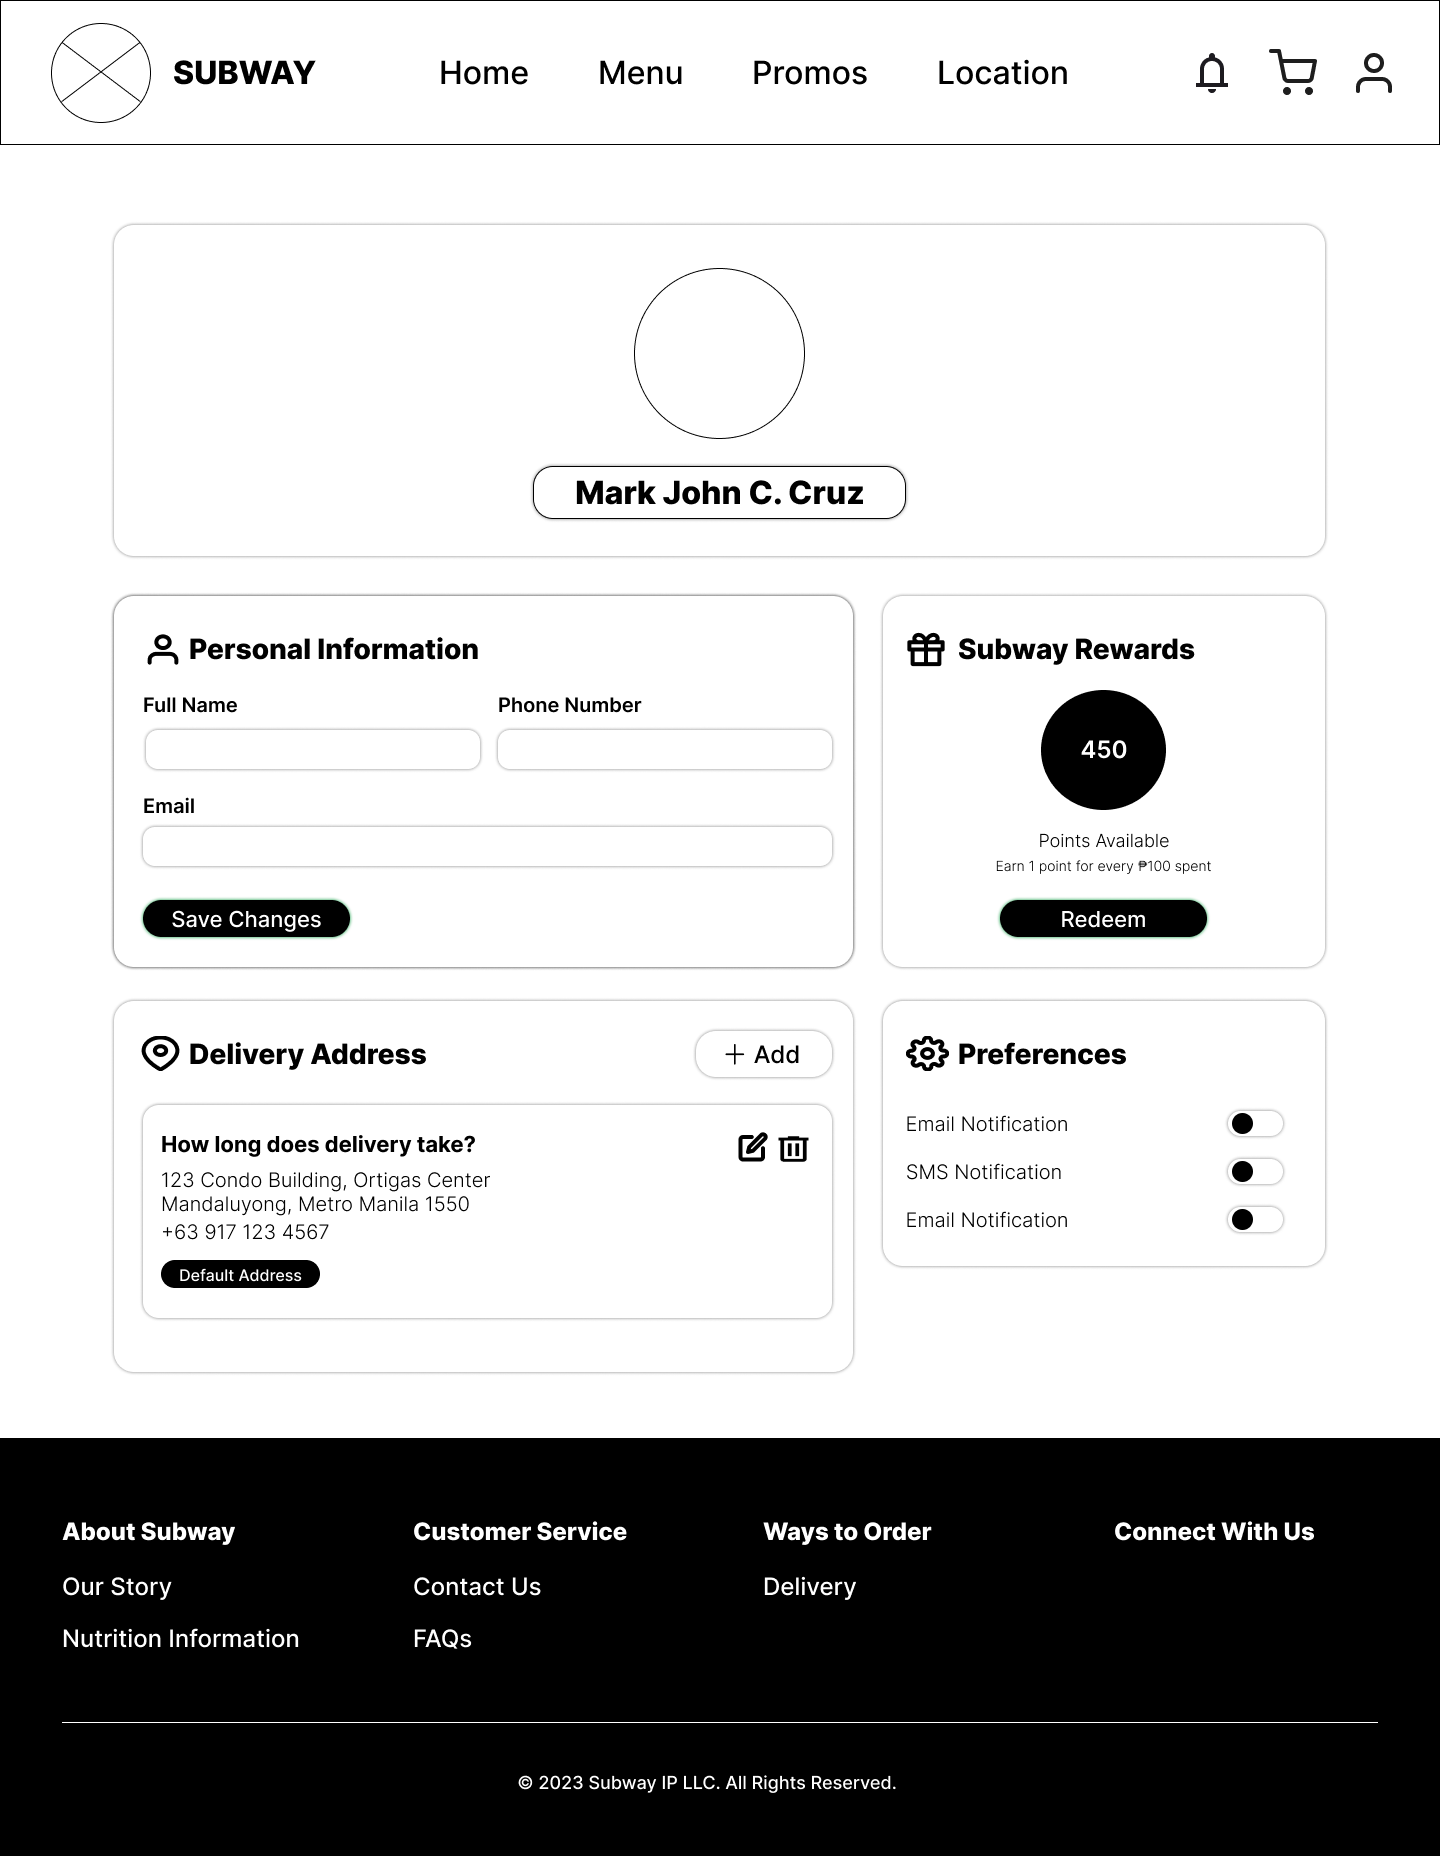 SUBWAY
Home
Menu
Promos
Location
Mark John C. Cruz
Personal Information
Full Name
Phone Number
Email
Save Changes
Subway Rewards
450
Points Available
Earn 1 point for every ₱100 spent
Redeem
Delivery Address
+ Add
How long does delivery take?
123 Condo Building, Ortigas Center
Mandaluyong, Metro Manila 1550
+63 917 123 4567
Default Address
Preferences
Email Notification
SMS Notification
Email Notification
About Subway
Our Story
Nutrition Information
Customer Service
Contact Us
FAQs
Ways to Order
Delivery
Connect With Us
© 2023 Subway IP LLC. All Rights Reserved.